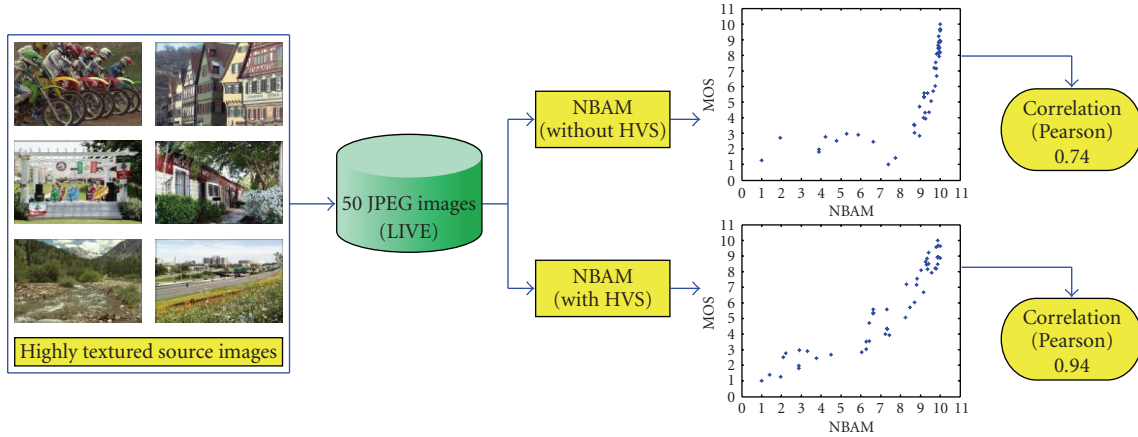 Highly textured source images
50 JPEG images
(LIVE)
NBAM
(without HVS)
NBAM
(with HVS)
MOS
11
10
9
8
7
6
5
4
3
2
1
0
0 1 2 3 4 5 6 7 8 9 10 11
NBAM
Correlation
(Pearson)
0.74
MOS
11
10
9
8
7
6
5
4
3
2
1
0
0 1 2 3 4 5 6 7 8 9 10 11
NBAM
Correlation
(Pearson)
0.94